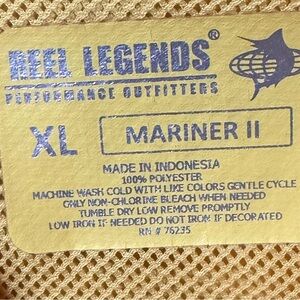 REEL LEGENDS®
PERFORMANCE OUTFITTERS
XL MARINER II
MADE IN INDONESIA
100% POLYESTER
MACHINE WASH COLD WITH LIKE COLORS GENTLE CYCLE
ONLY NON-CHLORINE BLEACH WHEN NEEDED
TUMBLE DRY LOW REMOVE PROMPTLY
LOW IRON IF NEEDED DO NOT IRON IF DECORATED
RN # 76235